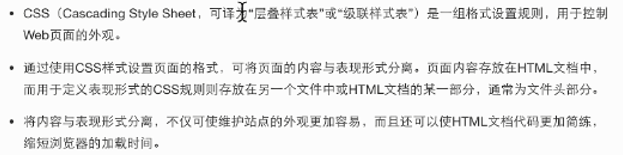 • CSS（Cascading Style Sheet，可译为“层叠样式表”或“级联样式表”）是一组格式设置规则，用于控制
Web页面的外观。
• 通过使用CSS样式设置页面的格式，可将页面的内容与表现形式分离。页面内容存放在HTML文档中，
而用于定义表现形式的CSS规则则存放在另一个文件中或HTML文档的某一部分，通常为文件头部分。
• 将内容与表现形式分离，不仅可使维护站点的外观更加容易，而且还可以使HTML文档代码更加简练，
缩短浏览器的加载时间。